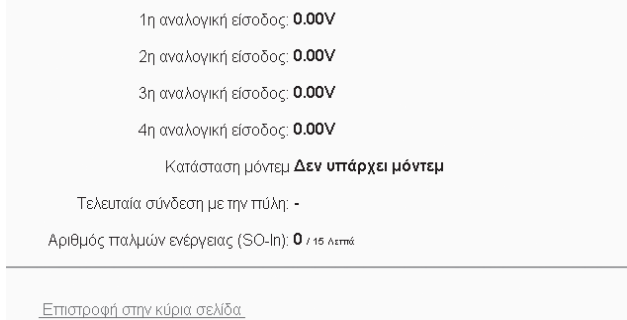 1η αναλογική είσοδος: 0.00V
2η αναλογική είσοδος: 0.00V
3η αναλογική είσοδος: 0.00V
4η αναλογική είσοδος: 0.00V
Κατάσταση μόντεμ Δεν υπάρχει μόντεμ
Τελευταία σύνδεση με την πύλη: -
Αριθμός παλμών ενέργειας (SO-In): 0 / 15 Λεπτά
Επιστροφή στην κύρια σελίδα